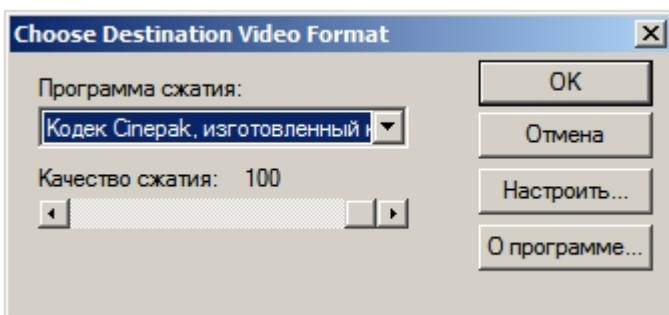 Choose Destination Video Format
Программа сжатия:
Кодек Cinepak, изготовленный
Качество сжатия: 100
OK
Отмена
Настроить...
О программе...